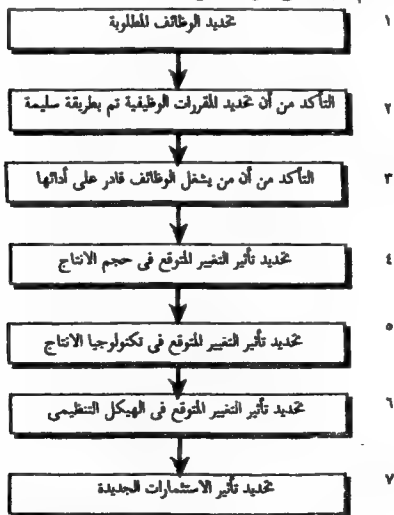 ١ تحديد الوظائف المطلوبة
٢ التأكد من أن تحديد المقررات الوظيفية تم بطريقة سليمة
٣ التأكد من أن من يشغل الوظائف قادر على أدائها
٤ تحديد تأثير التغيير المتوقع فى حجم الانتاج
٥ تحديد تأثير التغيير المتوقع فى تكنولوجيا الانتاج
٦ تحديد تأثير التغيير المتوقع فى الهيكل التنظيمى
٧ تحديد تأثير الاستثمارات الجديدة